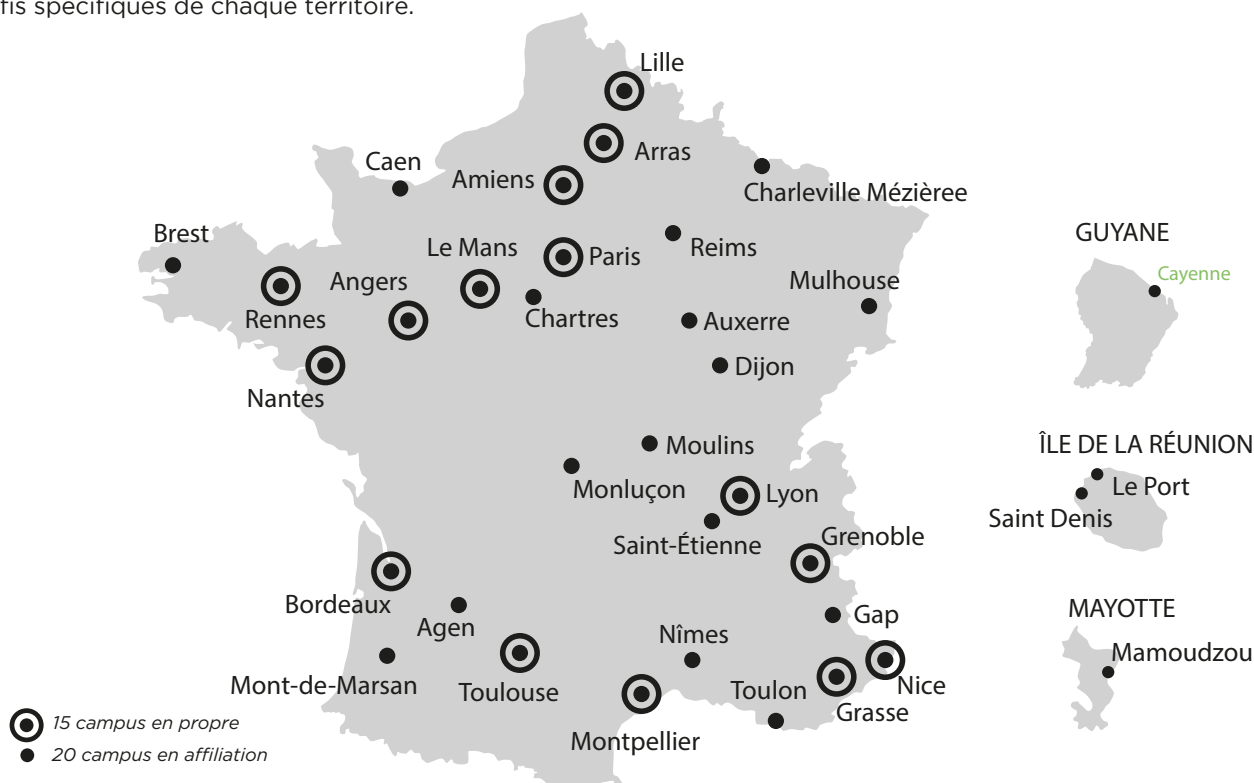 fis spécifiques de chaque territoire.
Lille
Arras
Caen
Amiens
Charleville Mézièree
Brest
Le Mans
Paris
Reims
GUYANE
Cayenne
Angers
Mulhouse
Rennes
Chartres
Auxerre
Dijon
Nantes
Moulins
ÎLE DE LA RÉUNION
Monluçon
Lyon
Le Port
Saint Denis
Saint-Étienne
Grenoble
Bordeaux
Agen
Gap
MAYOTTE
Nîmes
Mamoudzou
Mont-de-Marsan
Toulouse
Toulon
Nice
Grasse
Montpellier
15 campus en propre
20 campus en affiliation